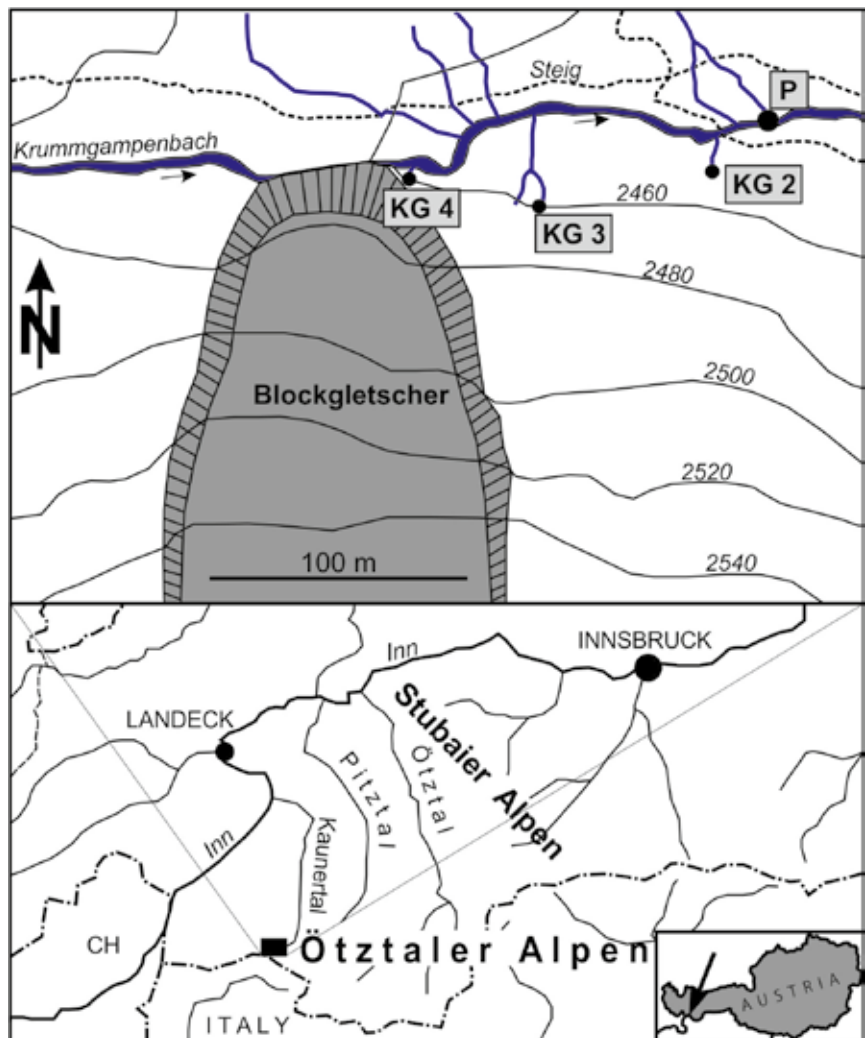 Steig
P
Krummgampenbach
KG 4
KG 3
KG 2
2460
2480
N
2500
Blockgletscher
2520
100 m
2540
INNSBRUCK
Inn
LANDECK
Stubaier Alpen
Pitztal
Ötztal
Kaunertal
Inn
CH
Ötztaler Alpen
ITALY
AUSTRIA